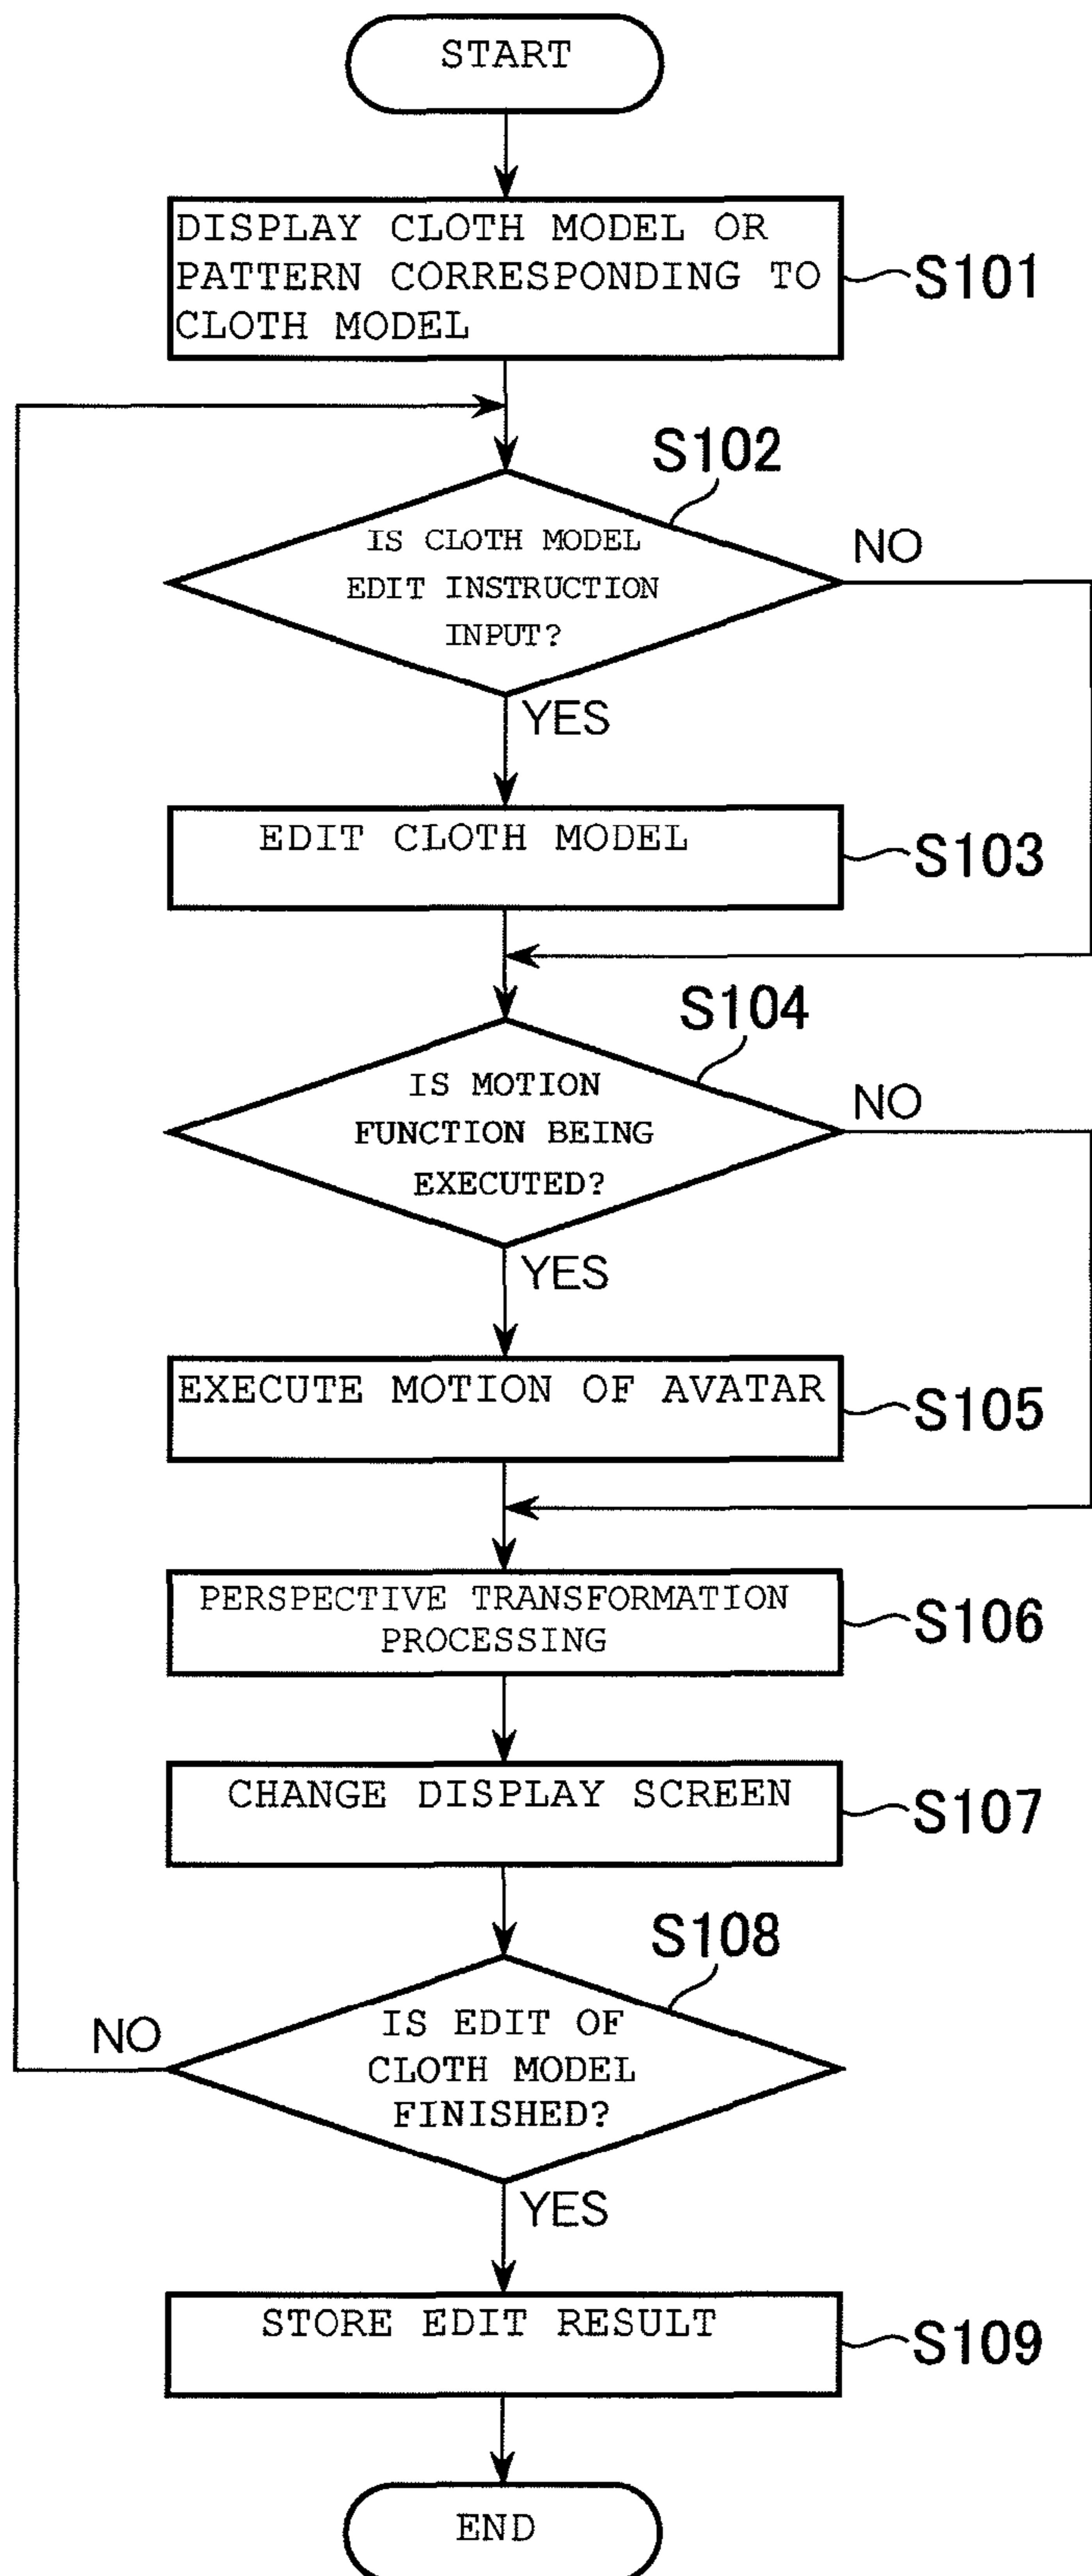 START
DISPLAY CLOTH MODEL OR
PATTERN CORRESPONDING TO
CLOTH MODEL
S101
S102
IS CLOTH MODEL
EDIT INSTRUCTION
INPUT?
NO
YES
EDIT CLOTH MODEL
S103
S104
IS MOTION
FUNCTION BEING
EXECUTED?
NO
YES
EXECUTE MOTION OF AVATAR
S105
PERSPECTIVE TRANSFORMATION
PROCESSING
S106
CHANGE DISPLAY SCREEN
S107
S108
IS EDIT OF
CLOTH MODEL
FINISHED?
NO
YES
STORE EDIT RESULT
S109
END